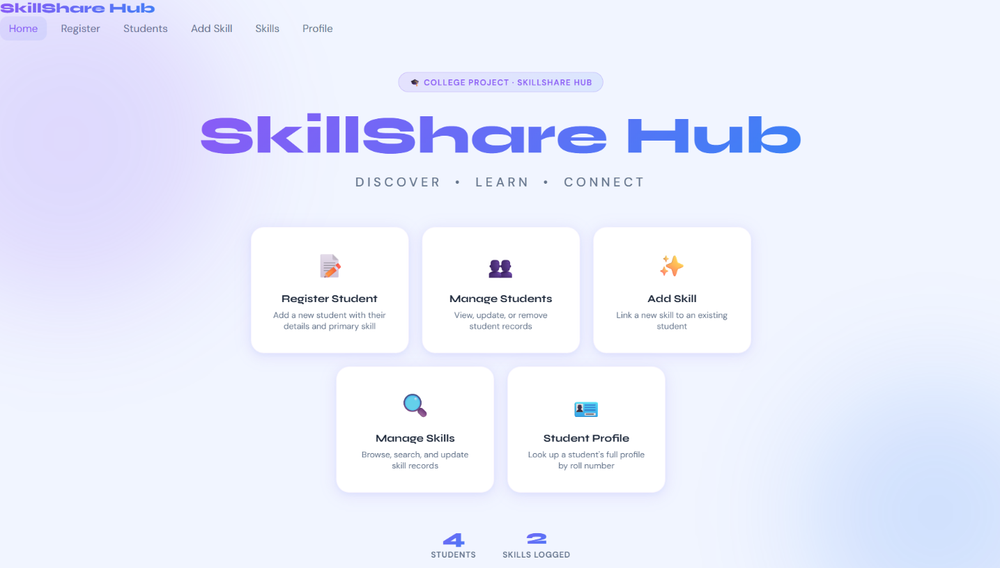 SkillShare Hub
Home Register Students Add Skill Skills Profile
COLLEGE PROJECT · SKILLSHARE HUB
SkillShare Hub
DISCOVER • LEARN • CONNECT
Register Student
Add a new student with their
details and primary skill
Manage Students
View, update, or remove
student records
Add Skill
Link a new skill to an existing
student
Manage Skills
Browse, search, and update
skill records
Student Profile
Look up a student's full profile
by roll number
4
STUDENTS
2
SKILLS LOGGED